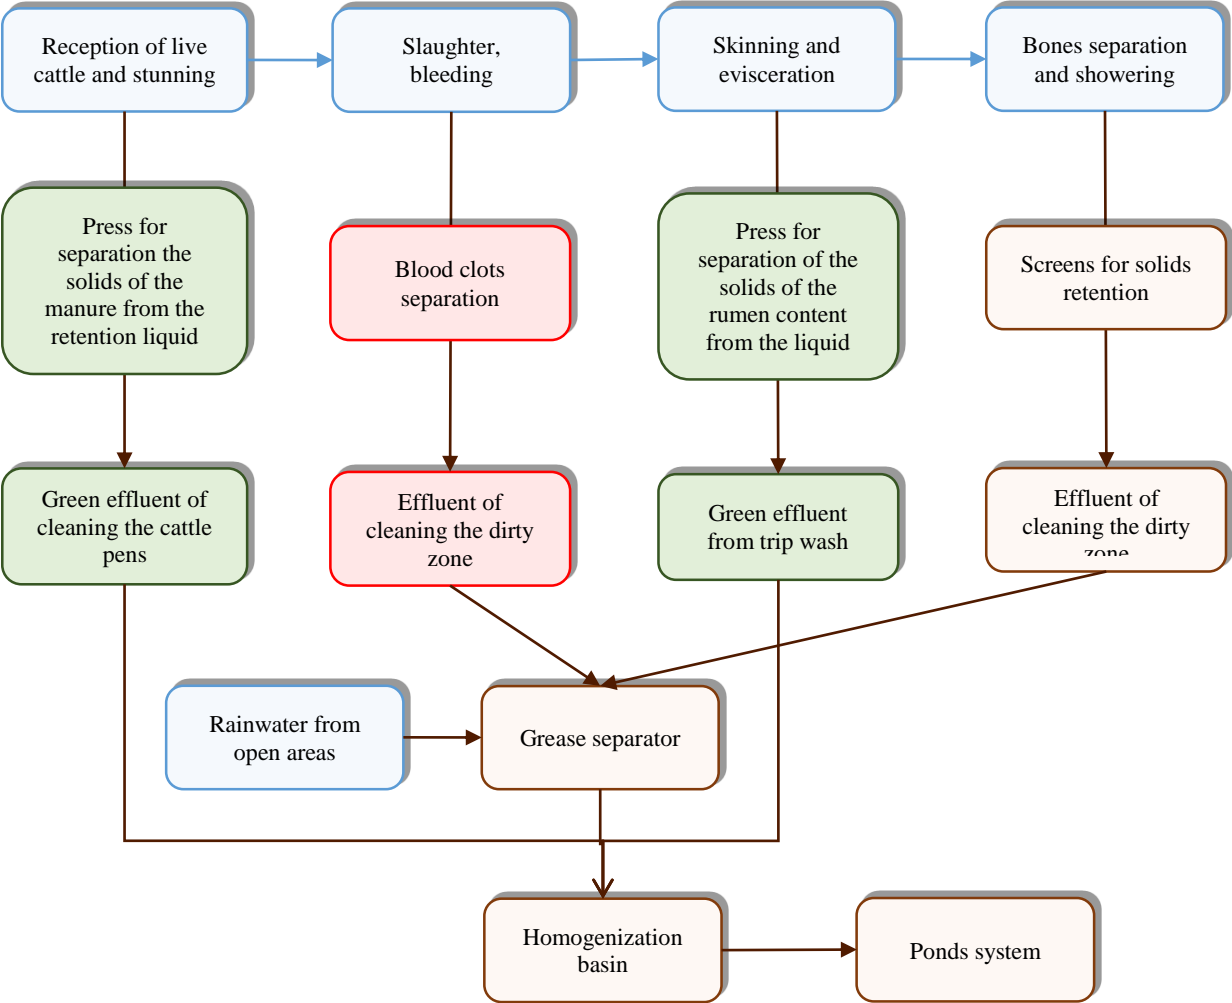 Reception of live
cattle and stunning
Slaughter,
bleeding
Skinning and
evisceration
Bones separation
and showering
Press for
separation the
solids of the
manure from the
retention liquid
Blood clots
separation
Press for
separation of the
solids of the
rumen content
from the liquid
Screens for solids
retention
Green effluent of
cleaning the cattle
pens
Effluent of
cleaning the dirty
zone
Green effluent
from trip wash
Effluent of
cleaning the dirty
zone
Rainwater from
open areas
Grease separator
Homogenization
basin
Ponds system